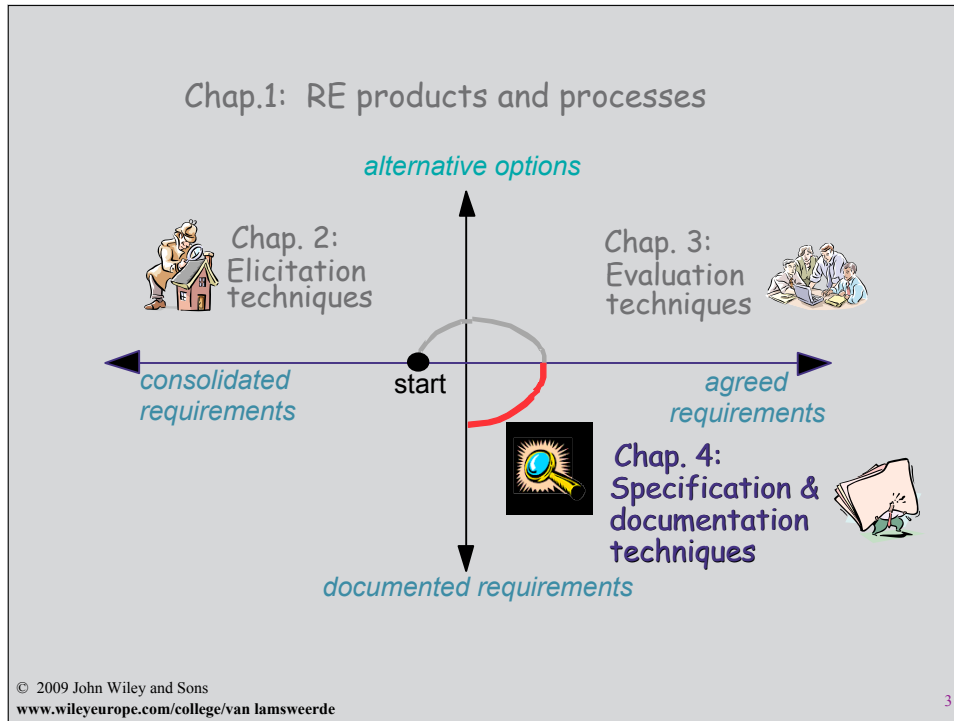 Chap.1: RE products and processes
alternative options
Chap. 2:
Elicitation
techniques
Chap. 3:
Evaluation
techniques
consolidated
requirements
start
agreed
requirements
Chap. 4:
Specification &
documentation
techniques
documented requirements
© 2009 John Wiley and Sons
www.wileyeurope.com/college/van lamsweerde
3